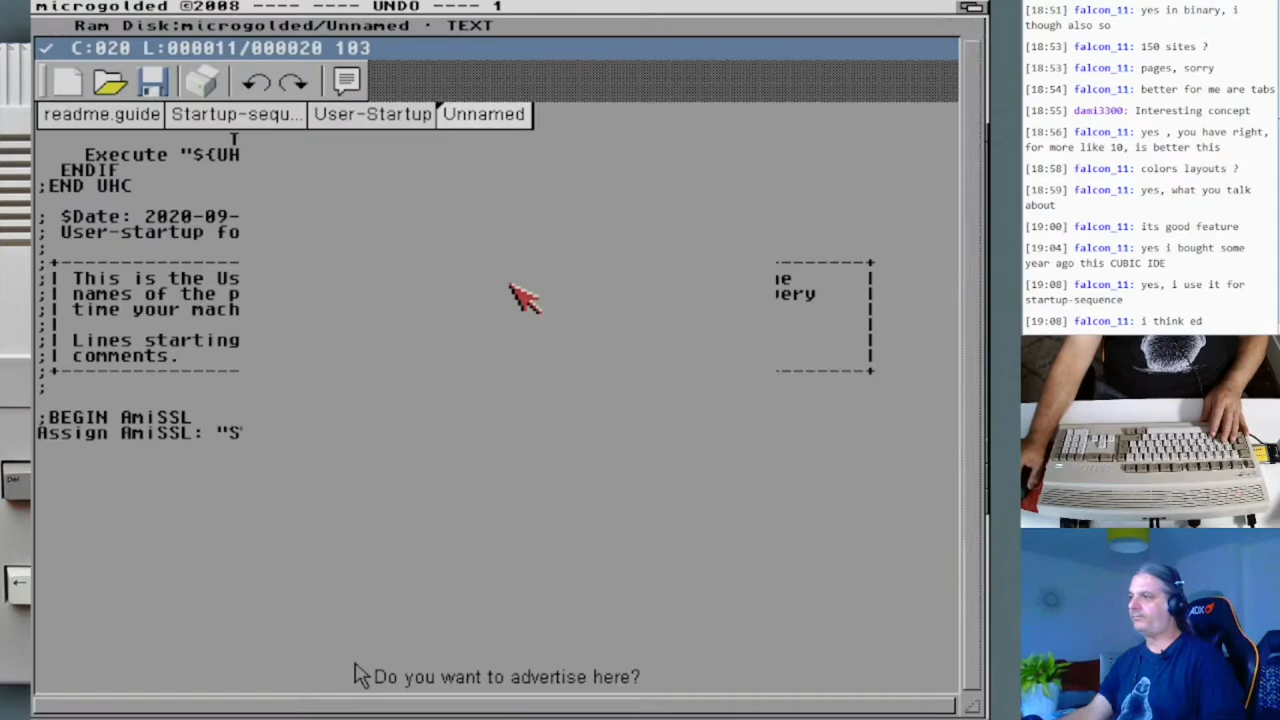 microgolded ©2008 ---- ---- UNDO ---- 1
Ram Disk:microgolded/Unnamed · TEXT
C:020 L:000011/000020 103
readme.guide
Startup-sequ...
User-Startup
Unnamed
T
Execute "${UH
ENDIF
;END UHC
; $Date: 2020-09-
; User-startup fo
;
;+---------------- --------+
;| This is the Us ne |
;| names of the p very |
;| time your mach |
;| |
;| Lines starting |
;| comments. |
;+---------------- --------+
;
;BEGIN AmiSSL
Assign AmiSSL: "S
Do you want to advertise here?
[18:51] falcon_11: yes in binary, i
though also so
[18:53] falcon_11: 150 sites ?
[18:53] falcon_11: pages, sorry
[18:54] falcon_11: better for me are tabs
[18:55] dami3300: Interesting concept
[18:56] falcon_11: yes , you have right,
for more like 10, is better this
[18:58] falcon_11: colors layouts ?
[18:59] falcon_11: yes, what you talk
about
[19:00] falcon_11: its good feature
[19:04] falcon_11: yes i bought some
year ago this CUBIC IDE
[19:08] falcon_11: yes, i use it for
startup-sequence
[19:08] falcon_11: i think ed
Del
ADX